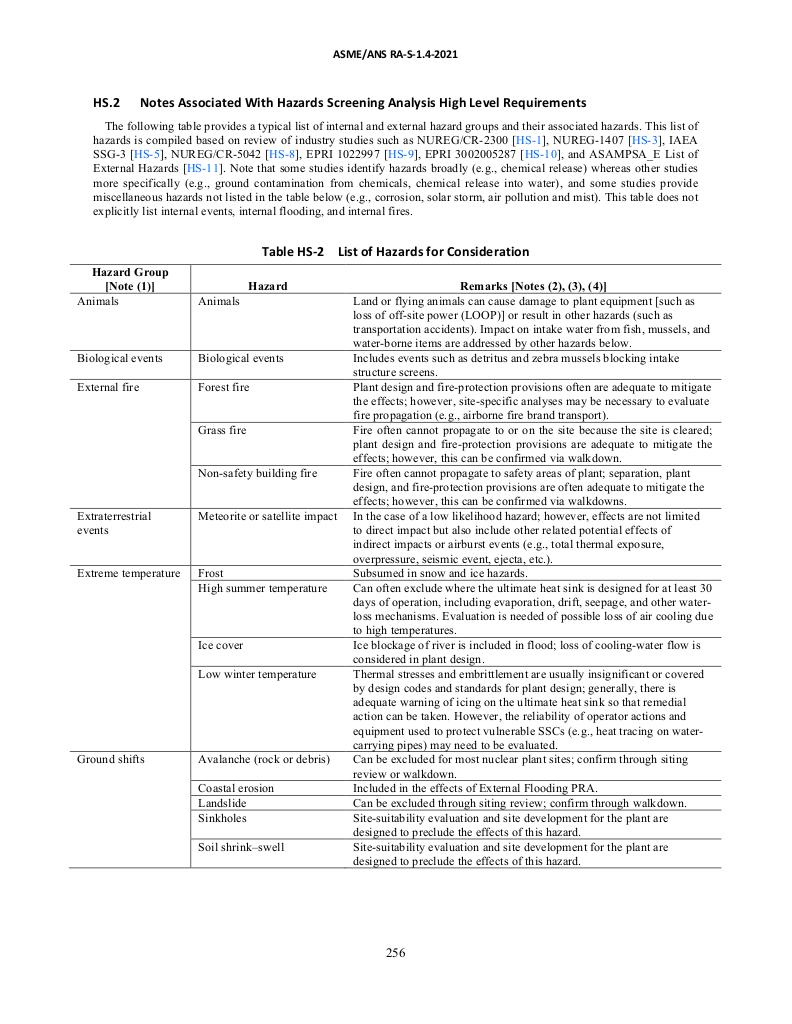 ASME/ANS RA-S-1.4-2021
HS.2 Notes Associated With Hazards Screening Analysis High Level Requirements
The following table provides a typical list of internal and external hazard groups and their associated hazards. This list of
hazards is compiled based on review of industry studies such as NUREG/CR-2300 [HS-1], NUREG-1407 [HS-3], IAEA
SSG-3 [HS-5], NUREG/CR-5042 [HS-8], EPRI 1022997 [HS-9], EPRI 3002005287 [HS-10], and ASAMPSA_E List of
External Hazards [HS-11]. Note that some studies identify hazards broadly (e.g., chemical release) whereas other studies
more specifically (e.g., ground contamination from chemicals, chemical release into water), and some studies provide
miscellaneous hazards not listed in the table below (e.g., corrosion, solar storm, air pollution and mist). This table does not
explicitly list internal events, internal flooding, and internal fires.
Table HS-2 List of Hazards for Consideration
Hazard Group
[Note (1)] Hazard Remarks [Notes (2), (3), (4)]
Animals Animals Land or flying animals can cause damage to plant equipment [such as
loss of off-site power (LOOP)] or result in other hazards (such as
transportation accidents). Impact on intake water from fish, mussels, and
water-borne items are addressed by other hazards below.
Biological events Biological events Includes events such as detritus and zebra mussels blocking intake
structure screens.
External fire Forest fire Plant design and fire-protection provisions often are adequate to mitigate
the effects; however, site-specific analyses may be necessary to evaluate
fire propagation (e.g., airborne fire brand transport).
Grass fire Fire often cannot propagate to or on the site because the site is cleared;
plant design and fire-protection provisions are adequate to mitigate the
effects; however, this can be confirmed via walkdown.
Non-safety building fire Fire often cannot propagate to safety areas of plant; separation, plant
design, and fire-protection provisions are often adequate to mitigate the
effects; however, this can be confirmed via walkdowns.
Extraterrestrial Meteorite or satellite impact In the case of a low likelihood hazard; however, effects are not limited
events to direct impact but also include other related potential effects of
indirect impacts or airburst events (e.g., total thermal exposure,
overpressure, seismic event, ejecta, etc.).
Extreme temperature Frost Subsumed in snow and ice hazards.
High summer temperature Can often exclude where the ultimate heat sink is designed for at least 30
days of operation, including evaporation, drift, seepage, and other water-
loss mechanisms. Evaluation is needed of possible loss of air cooling due
to high temperatures.
Ice cover Ice blockage of river is included in flood; loss of cooling-water flow is
considered in plant design.
Low winter temperature Thermal stresses and embrittlement are usually insignificant or covered
by design codes and standards for plant design; generally, there is
adequate warning of icing on the ultimate heat sink so that remedial
action can be taken. However, the reliability of operator actions and
equipment used to protect vulnerable SSCs (e.g., heat tracing on water-
carrying pipes) may need to be evaluated.
Ground shifts Avalanche (rock or debris) Can be excluded for most nuclear plant sites; confirm through siting
review or walkdown.
Coastal erosion Included in the effects of External Flooding PRA.
Landslide Can be excluded through siting review; confirm through walkdown.
Sinkholes Site-suitability evaluation and site development for the plant are
designed to preclude the effects of this hazard.
Soil shrink–swell Site-suitability evaluation and site development for the plant are
designed to preclude the effects of this hazard.
256